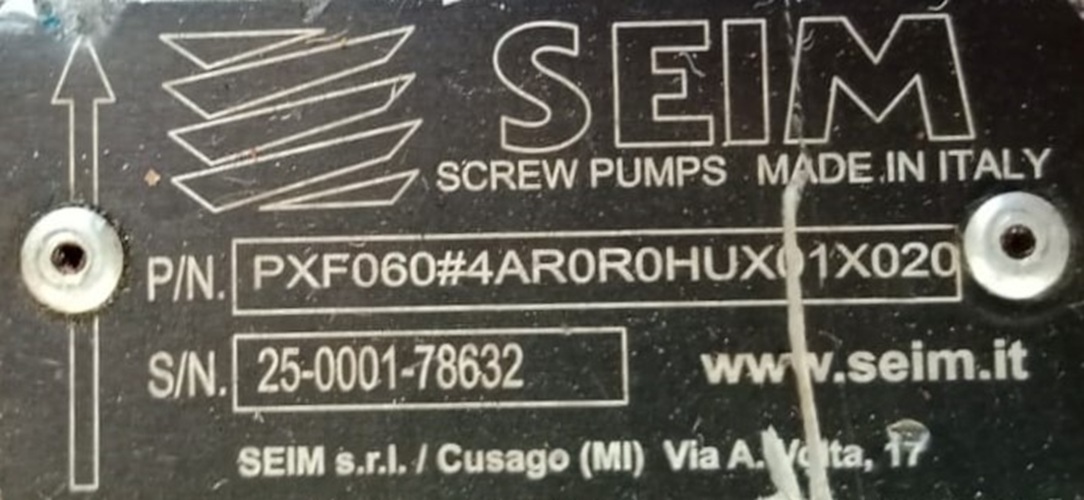 SEIM
SCREW PUMPS MADE IN ITALY
P/N. PXF060#4AR0R0HUX01X020
S/N. 25-0001-78632
www.seim.it
SEIM s.r.l. / Cusago (MI) Via A. Volta, 17